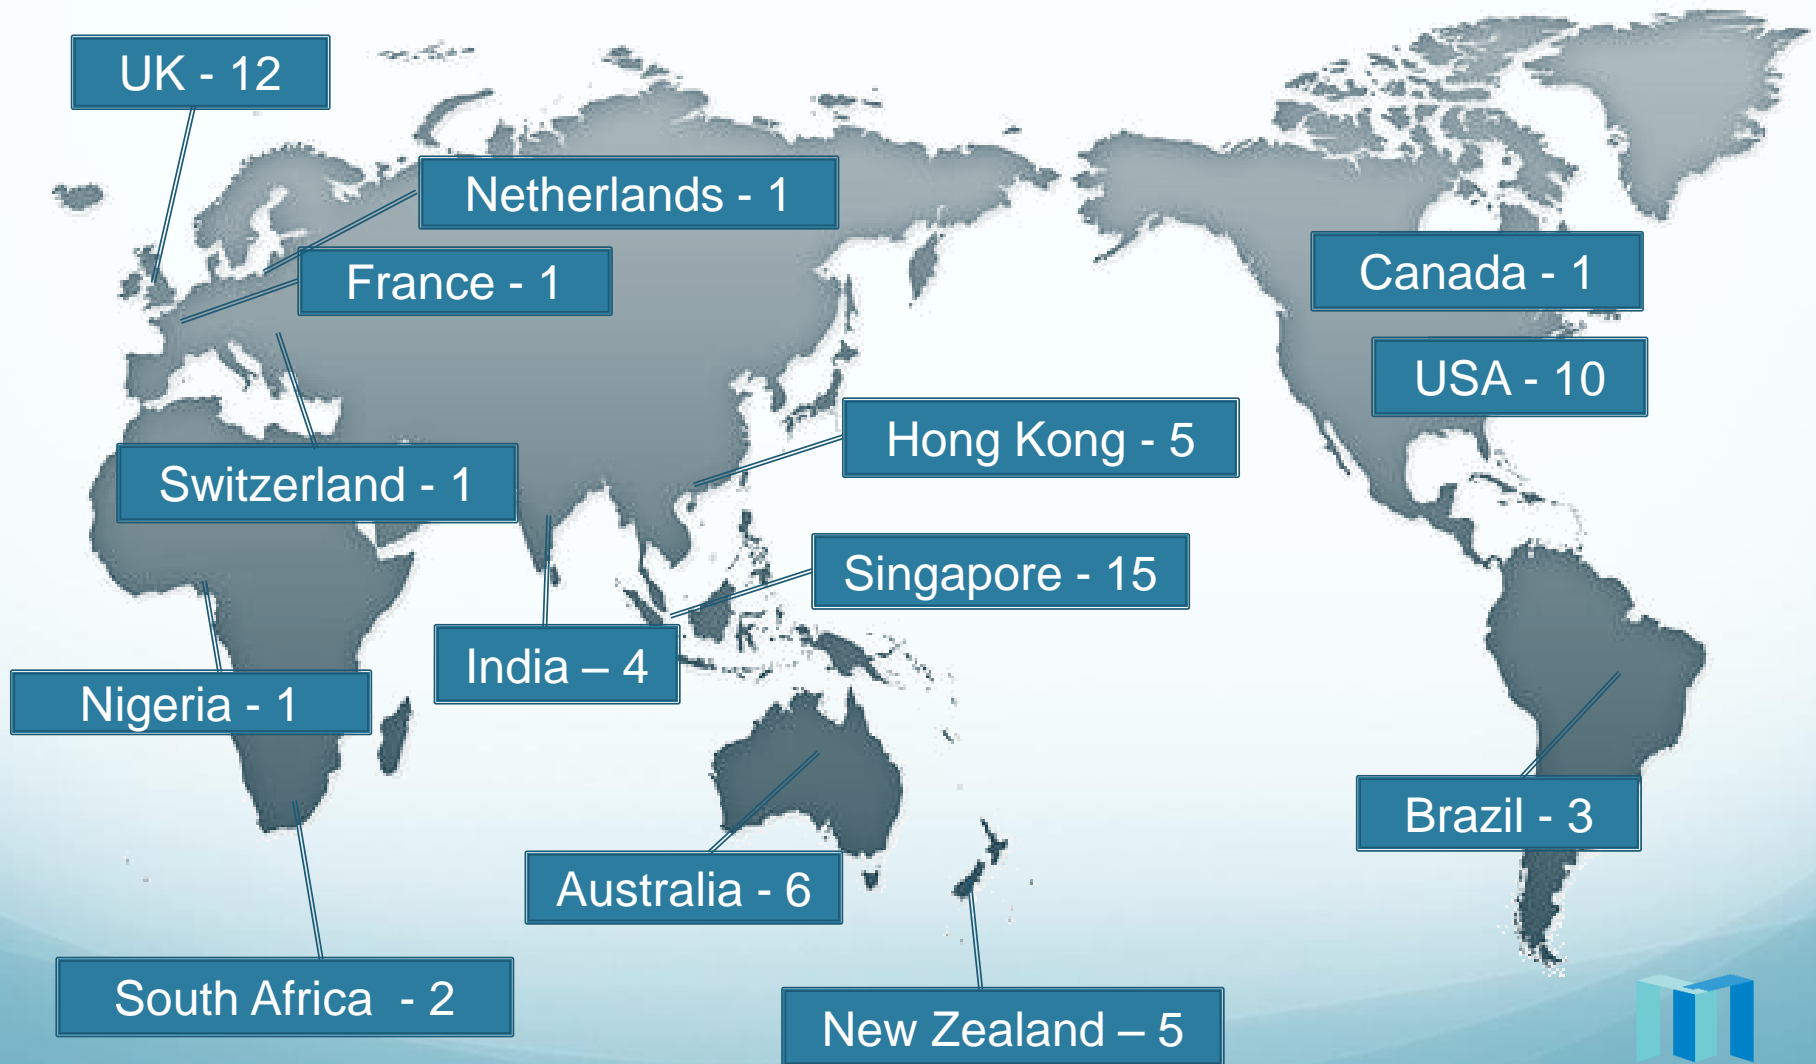 UK - 12
Netherlands - 1
France - 1
Canada - 1
USA - 10
Hong Kong - 5
Switzerland - 1
Singapore - 15
India – 4
Nigeria - 1
Brazil - 3
Australia - 6
South Africa - 2
New Zealand – 5